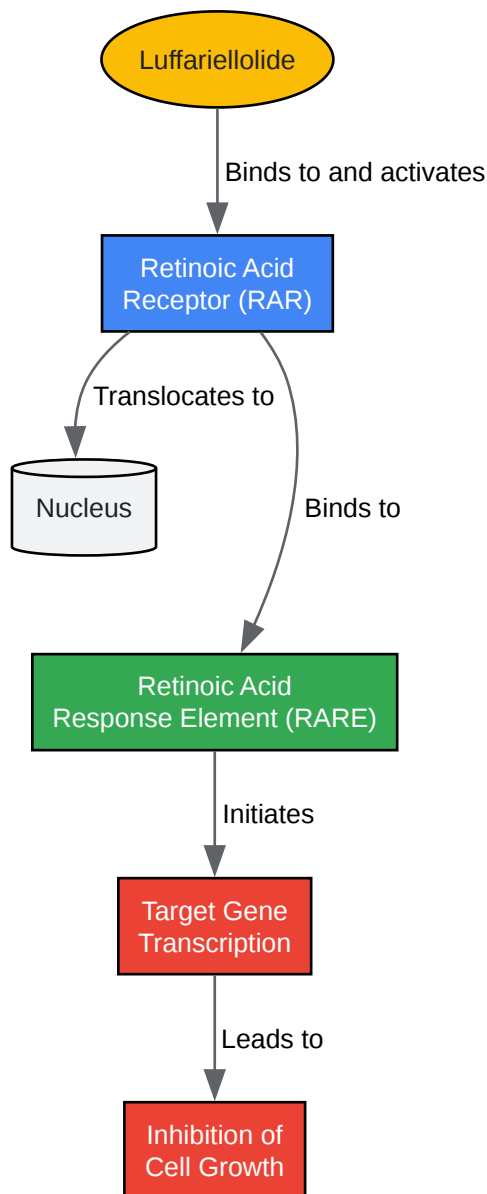 Luffariellolide
Binds to and activates
Retinoic Acid
Receptor (RAR)
Translocates to
Nucleus
Binds to
Retinoic Acid
Response Element (RARE)
Initiates
Target Gene
Transcription
Leads to
Inhibition of
Cell Growth